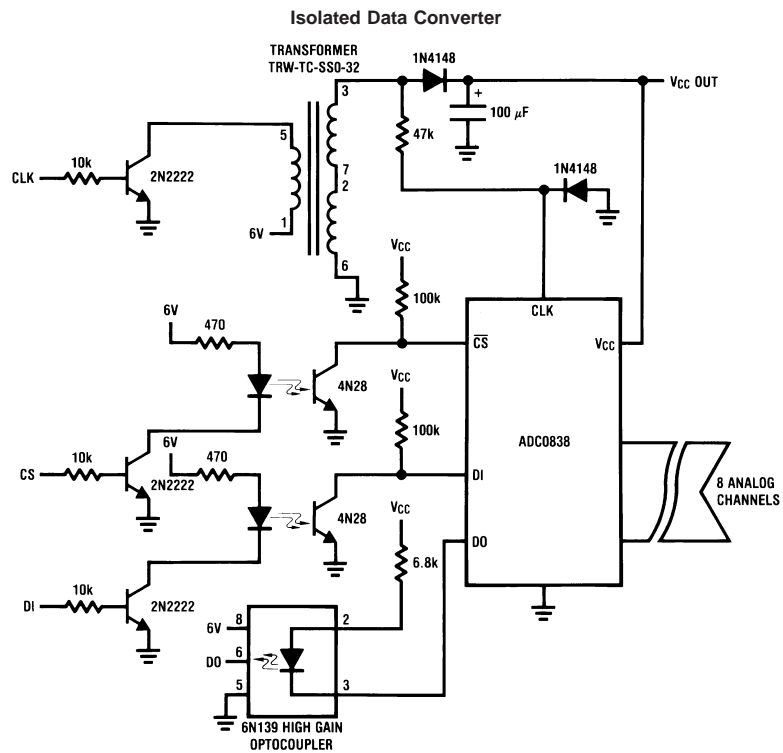 Isolated Data Converter
TRANSFORMER
TRW-TC-SS0-32
1N4148
VCC OUT
3
+
100 μF
5
47k
10k
CLK
2N2222
7
2
1N4148
1
6V
6
VCC
100k
CLK
6V
470
CS
VCC
4N28
VCC
100k
ADC0838
10k
6V
470
CS
2N2222
DI
8 ANALOG
CHANNELS
4N28
VCC
DO
6.8k
10k
DI
2N2222
8
2
6V
6
DO
5
3
6N139 HIGH GAIN
OPTOCOUPLER